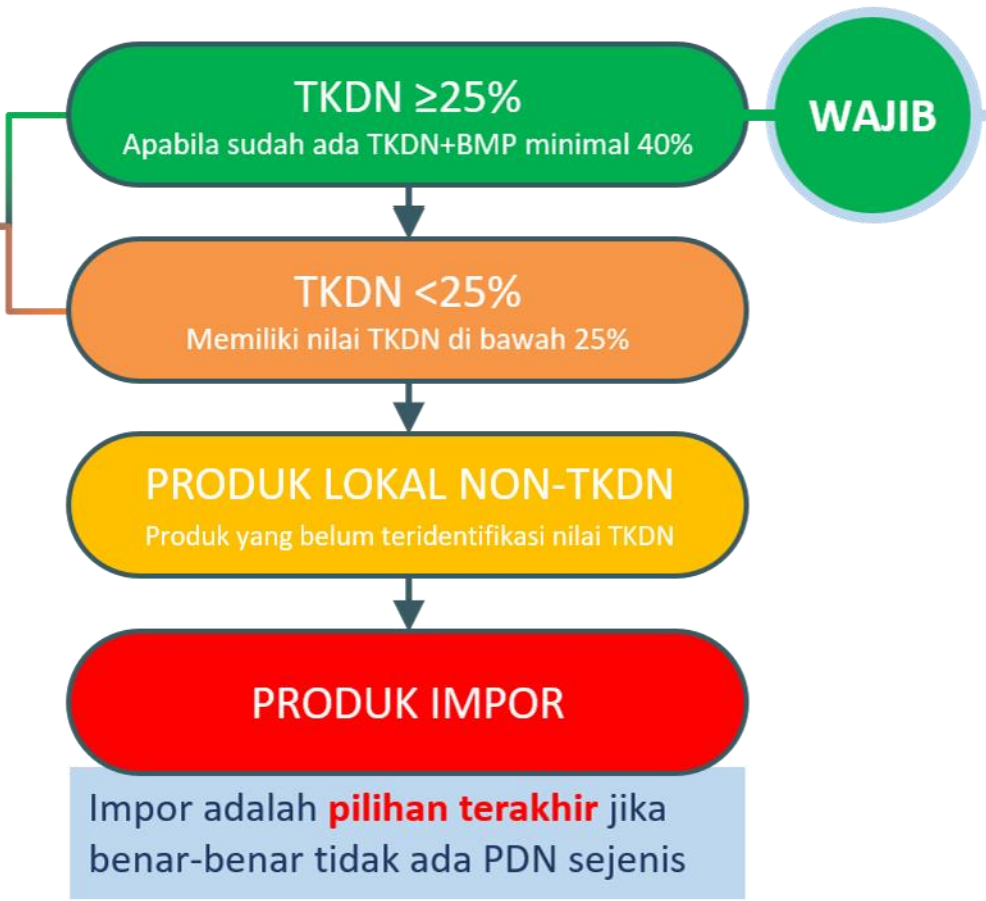 TKDN ≥25%
Apabila sudah ada TKDN+BMP minimal 40%
WAJIB
TKDN <25%
Memiliki nilai TKDN di bawah 25%
PRODUK LOKAL NON-TKDN
Produk yang belum teridentifikasi nilai TKDN
PRODUK IMPOR
Impor adalah pilihan terakhir jika
benar-benar tidak ada PDN sejenis